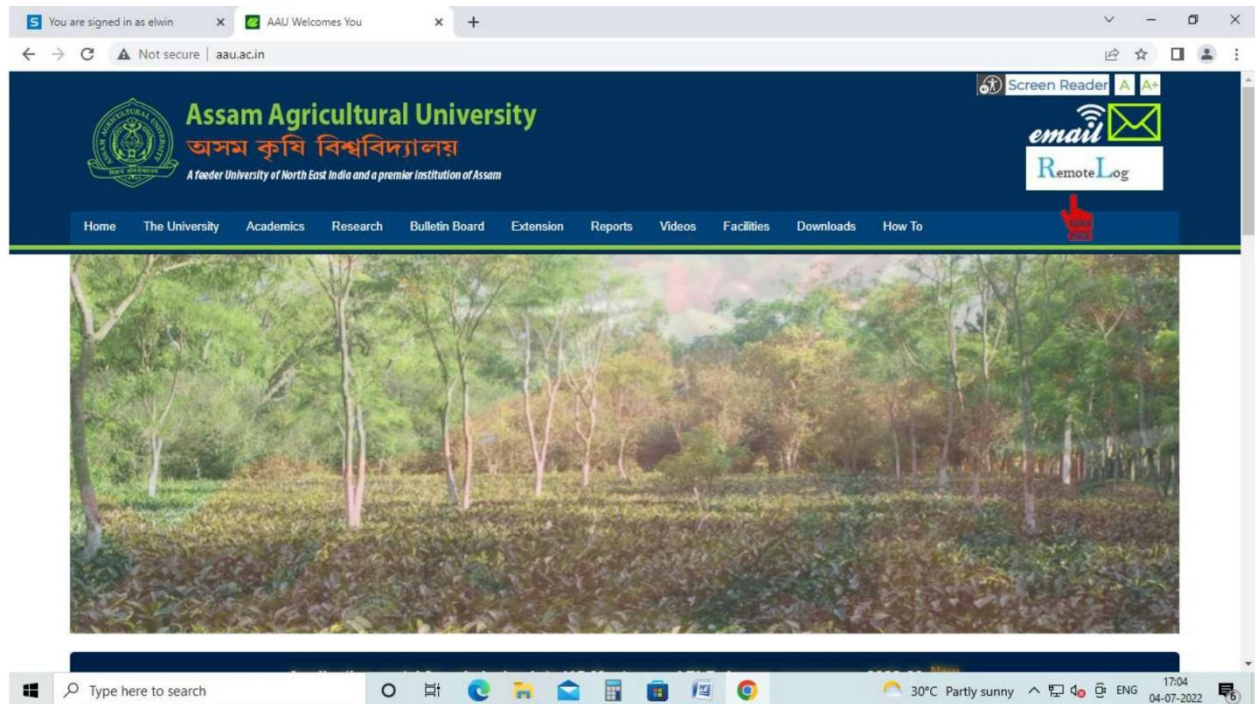 You are signed in as elwin
AAU Welcomes You
Not secure | aau.ac.in
Screen Reader A A+
Assam Agricultural University
অসম কৃষি বিশ্ববিদ্যালয়
A feeder University of North East India and a premier institution of Assam
email
RemoteLog
Home The University Academics Research Bulletin Board Extension Reports Videos Facilities Downloads How To
New
Type here to search
30°C Partly sunny
ENG
17:04
04-07-2022
6